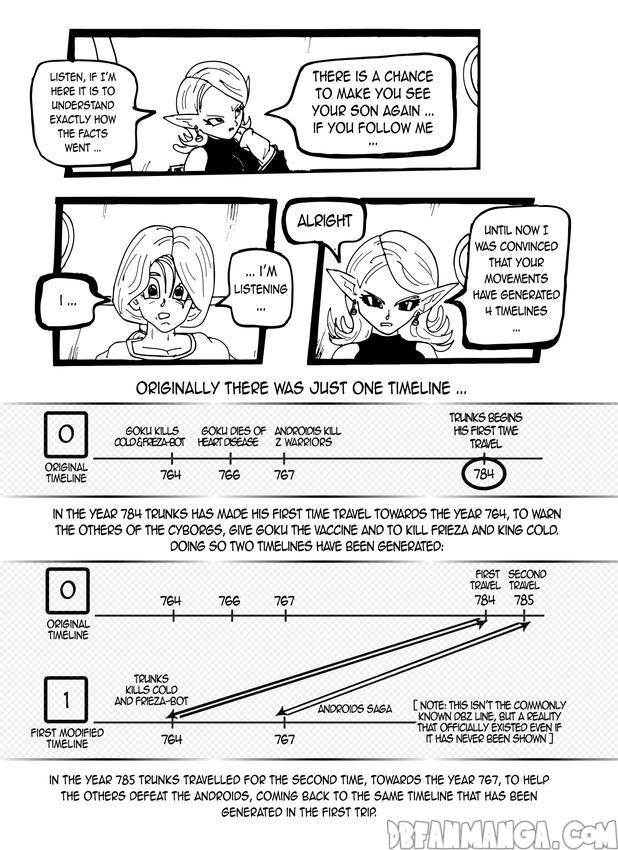 LISTEN, IF I'M
HERE IT IS TO
UNDERSTAND
EXACTLY HOW
THE FACTS
WENT ...
THERE IS A CHANCE
TO MAKE YOU SEE
YOUR SON AGAIN ...
IF YOU FOLLOW ME
...
I ...
... I'M
LISTENING
...
ALRIGHT
UNTIL NOW I
WAS CONVINCED
THAT YOUR
MOVEMENTS
HAVE GENERATED
4 TIMELINES
...
ORIGINALLY THERE WAS JUST ONE TIMELINE ...
0
ORIGINAL
TIMELINE
GOKU KILLS
COLD & FREZA-BOT
764
GOKU DIES OF
HEART DISEASE
766
ANDROIDIS KILL
Z WARRIORS
767
TRUNKS BEGINS
HIS FIRST TIME
TRAVEL
784
IN THE YEAR 784 TRUNKS HAS MADE HIS FIRST TIME TRAVEL TOWARDS THE YEAR 764, TO WARN
THE OTHERS OF THE CYBORGS, GIVE GOKU THE VACCINE AND TO KILL FRIEZA AND KING COLD.
DOING SO TWO TIMELINES HAVE BEEN GENERATED:
0
ORIGINAL
TIMELINE
764
766
767
FIRST
TRAVEL
784
SECOND
TRAVEL
785
1
FIRST MODIFIED
TIMELINE
TRUNKS
KILLS COLD
AND FRIEZA-BOT
764
767
ANDROIDS SAGA
[ NOTE: THIS ISN'T THE COMMONLY
KNOWN DBZ LINE, BUT A REALITY
THAT OFFICIALLY EXISTED EVEN IF
IT HAS NEVER BEEN SHOWN ]
IN THE YEAR 785 TRUNKS TRAVELLED FOR THE SECOND TIME, TOWARDS THE YEAR 767, TO HELP
THE OTHERS DEFEAT THE ANDROIDS, COMING BACK TO THE SAME TIMELINE THAT HAS BEEN
GENERATED IN THE FIRST TRIP.
DBFANMANGA.COM